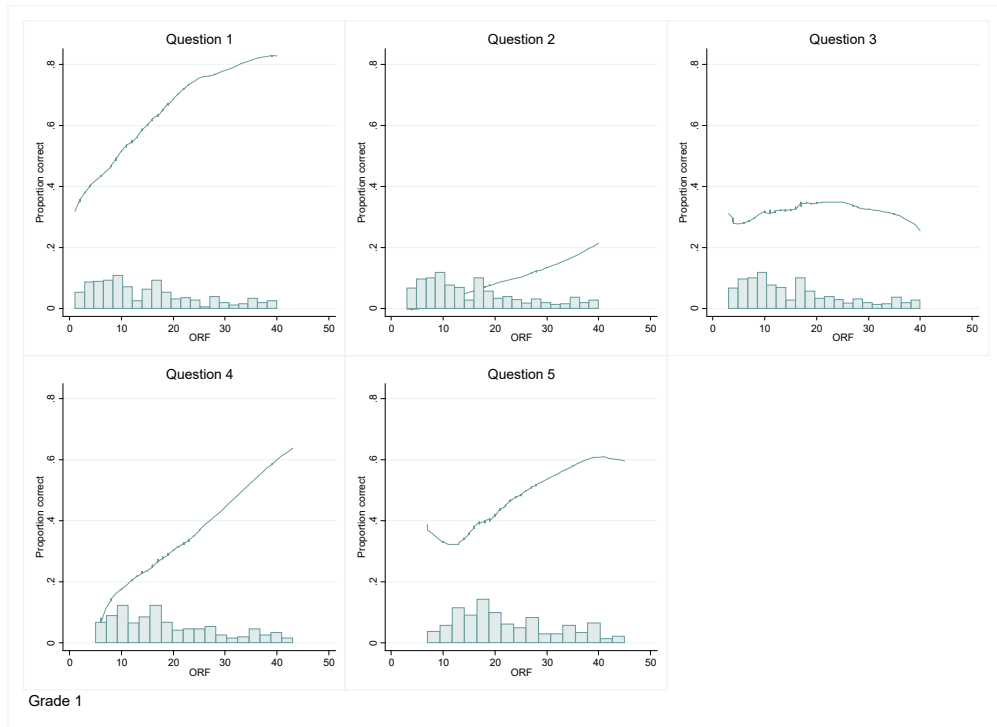 Question 1
Proportion correct
0 .2 .4 .6 .8
0 10 20 30 40 50
ORF
Question 2
Proportion correct
0 .2 .4 .6 .8
0 10 20 30 40 50
ORF
Question 3
Proportion correct
0 .2 .4 .6 .8
0 10 20 30 40 50
ORF
Question 4
Proportion correct
0 .2 .4 .6 .8
0 10 20 30 40 50
ORF
Question 5
Proportion correct
0 .2 .4 .6 .8
0 10 20 30 40 50
ORF
Grade 1